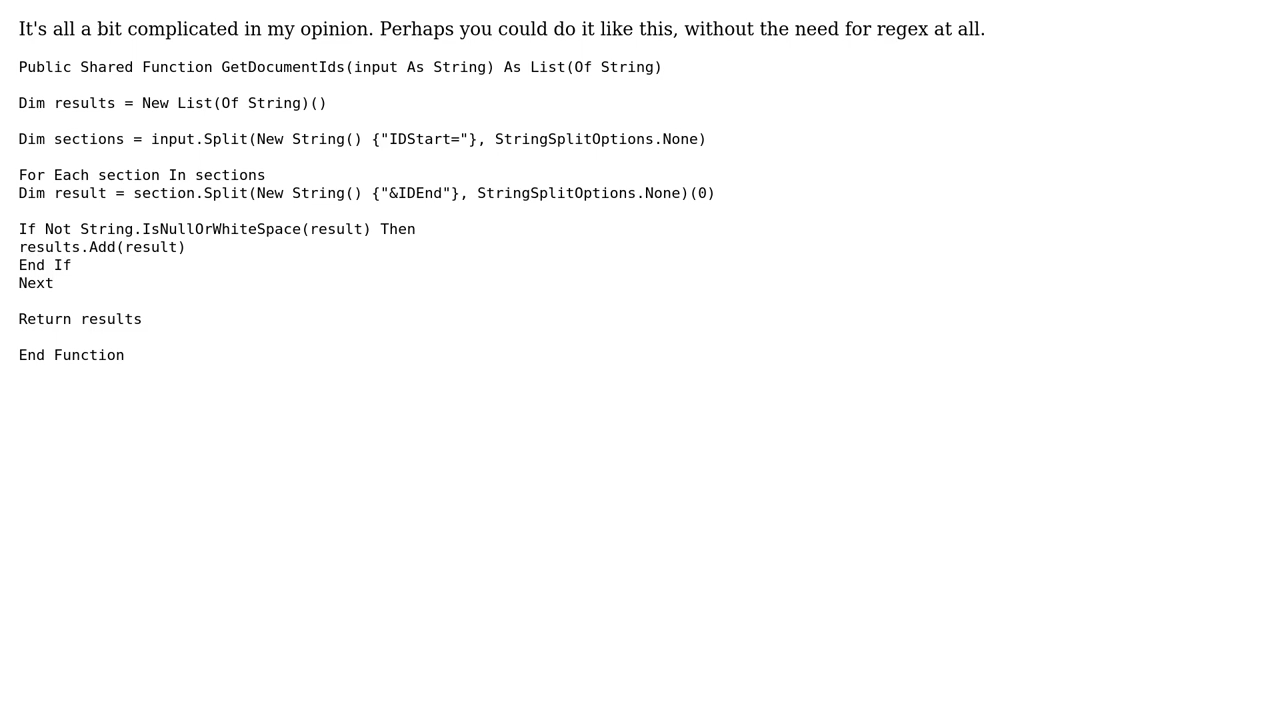 It's all a bit complicated in my opinion. Perhaps you could do it like this, without the need for regex at all.
Public Shared Function GetDocumentIds(input As String) As List(Of String)
Dim results = New List(Of String)()
Dim sections = input.Split(New String() {"IDStart="}, StringSplitOptions.None)
For Each section In sections
Dim result = section.Split(New String() {"&IDEnd"}, StringSplitOptions.None)(0)
If Not String.IsNullOrWhiteSpace(result) Then
results.Add(result)
End If
Next
Return results
End Function